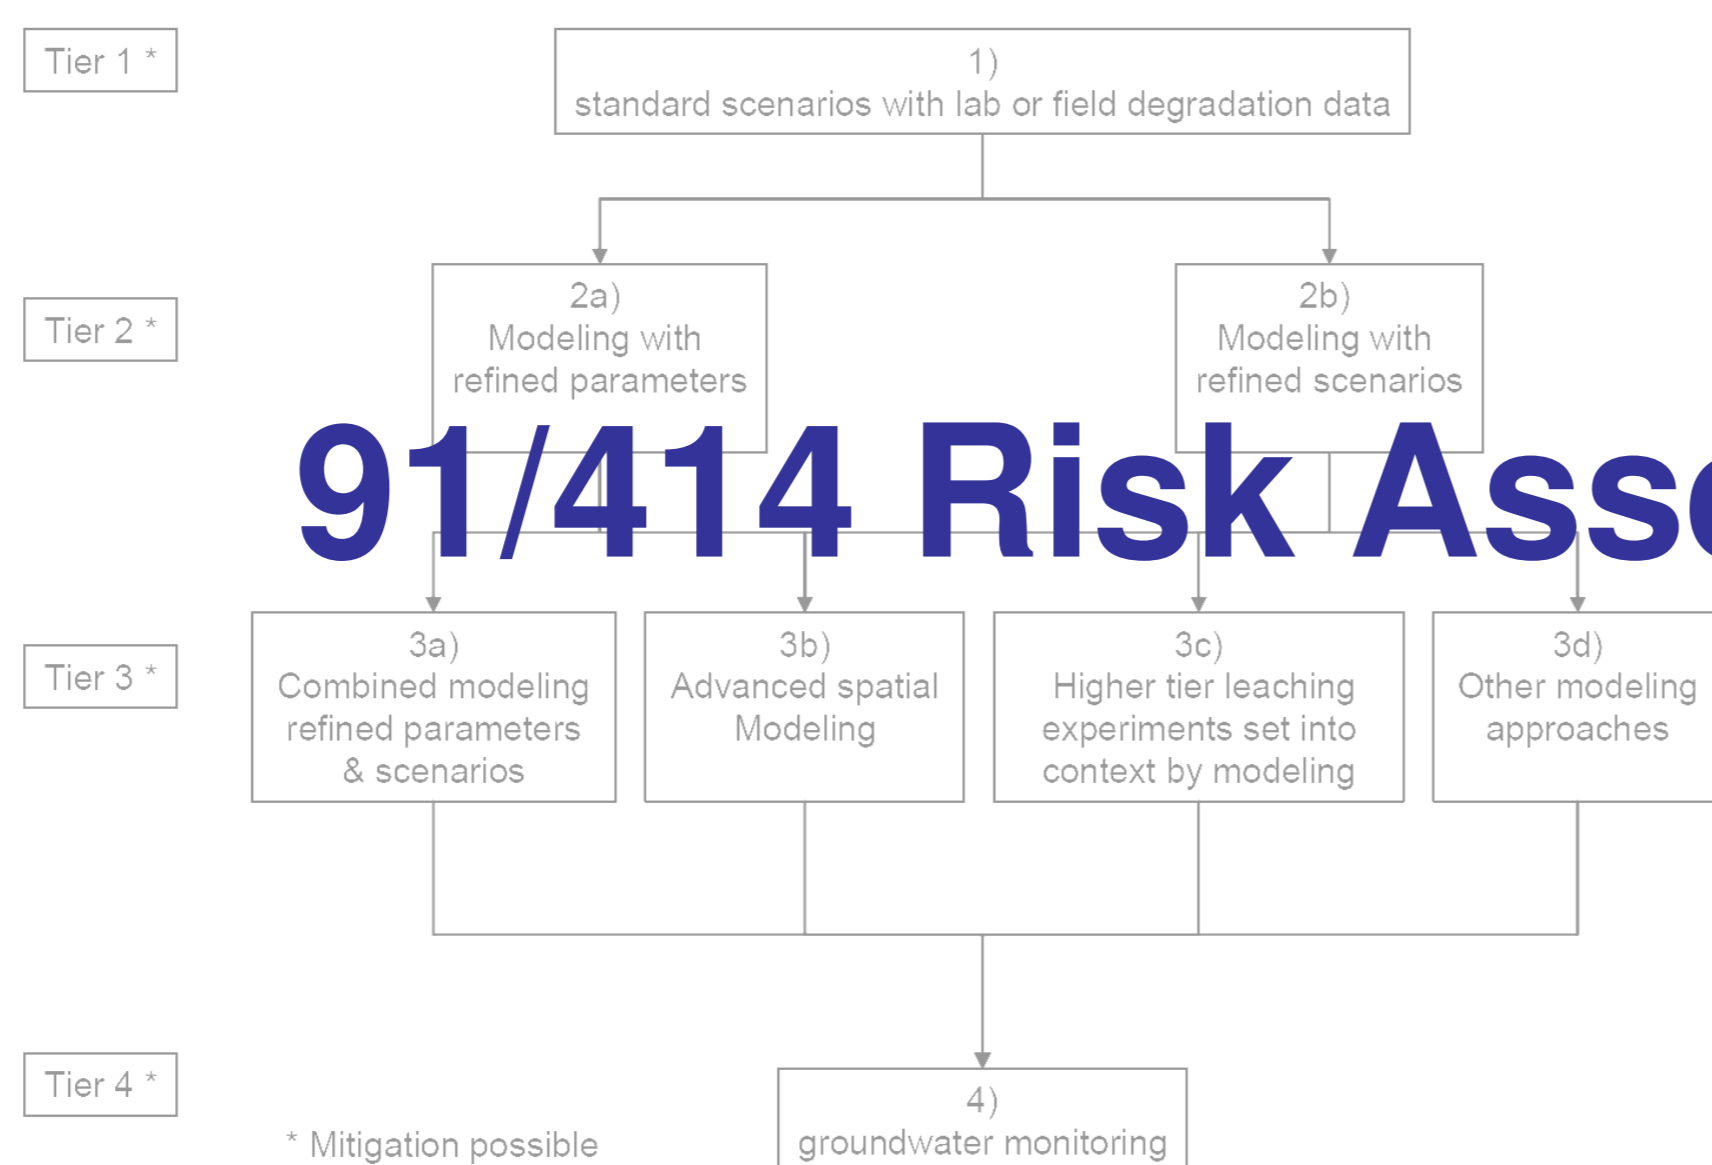 Tier 1 *
1)
standard scenarios with lab or field degradation data
Tier 2 *
2a)
Modeling with
refined parameters
2b)
Modeling with
refined scenarios
91/414 Risk
Tier 3 *
3a)
Combined modeling
refined parameters
& scenarios
3b)
Advanced spatial
Modeling
3c)
Higher tier leaching
experiments set into
context by modeling
3d)
Other modeling
approaches
Tier 4 *
4)
groundwater monitoring
* Mitigation possible